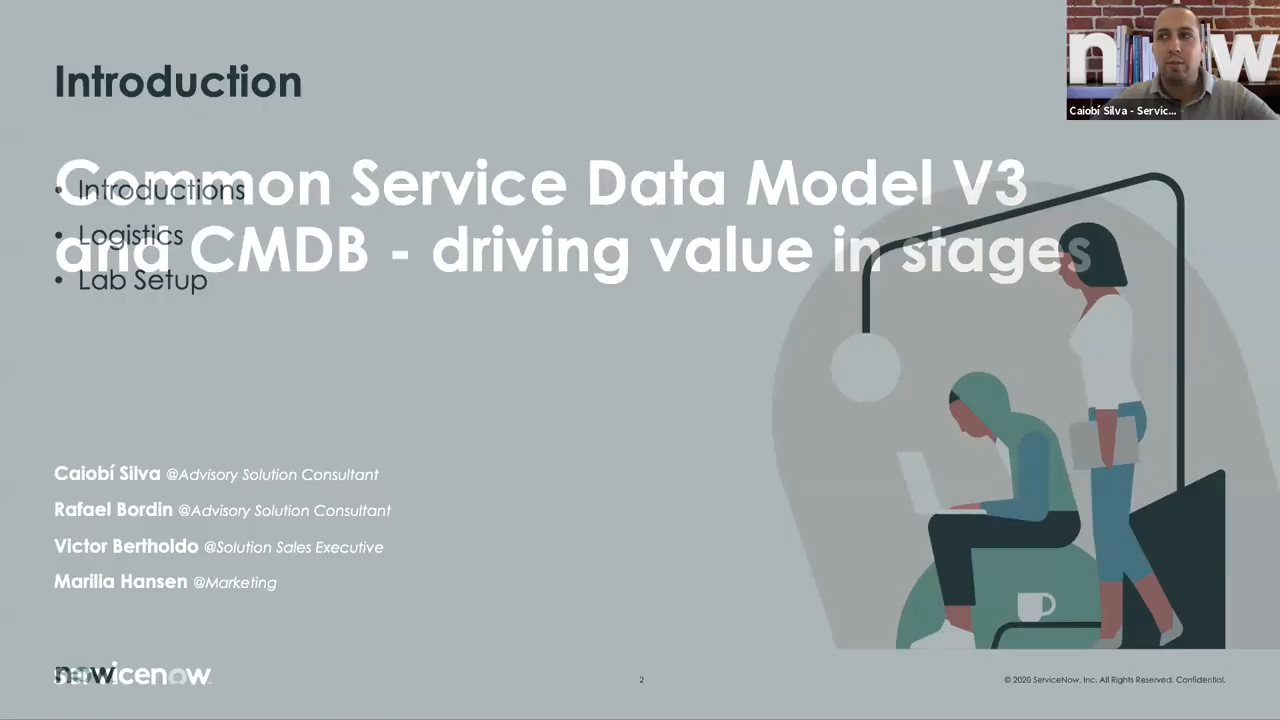 Introduction
Common Service Data Model V3
and CMDB - driving value in stages
• Introductions
• Logistics
• Lab Setup
Caiobí Silva @Advisory Solution Consultant
Rafael Bordin @Advisory Solution Consultant
Victor Bertholdo @Solution Sales Executive
Marilia Hansen @Marketing
servicenow
now
2
© 2020 ServiceNow, Inc. All Rights Reserved. Confidential.
n w
Caiobí Silva - Servic...